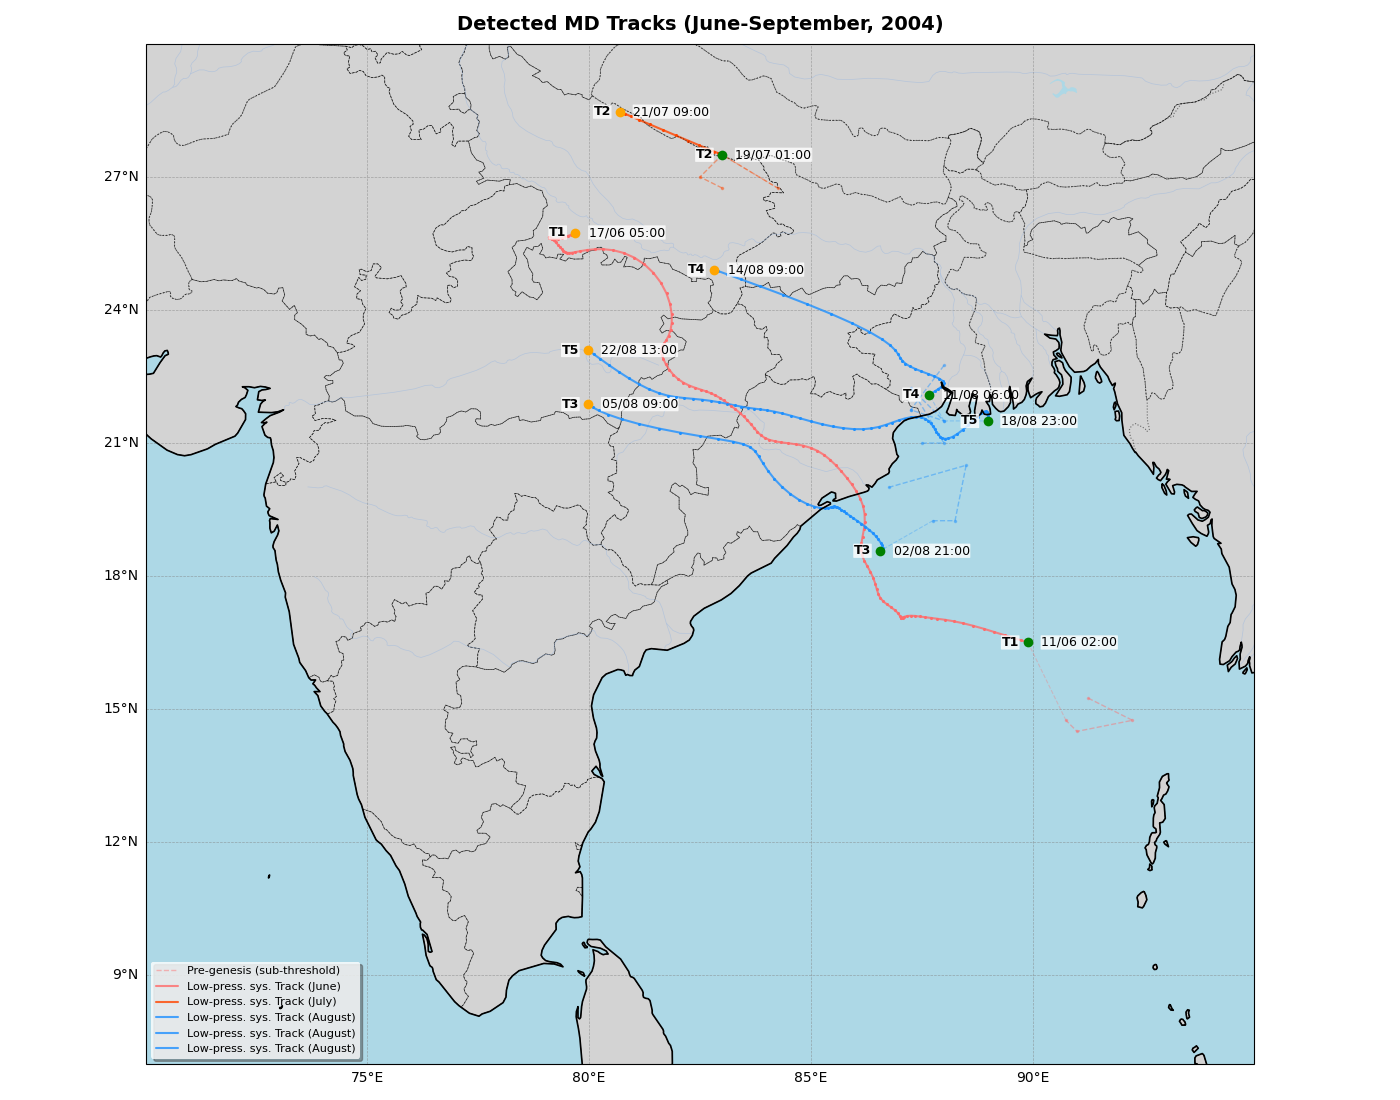 Detected MD Tracks (June-September, 2004)
T2 21/07 09:00
T2 19/07 01:00
27°N
T1 17/06 05:00
T4 14/08 09:00
24°N
T5 22/08 13:00
T3 05/08 09:00
T4 11/08 06:00
T5 18/08 23:00
21°N
T3 02/08 21:00
18°N
T1 11/06 02:00
15°N
12°N
9°N
Pre-genesis (sub-threshold)
Low-press. sys. Track (June)
Low-press. sys. Track (July)
Low-press. sys. Track (August)
Low-press. sys. Track (August)
Low-press. sys. Track (August)
75°E 80°E 85°E 90°E